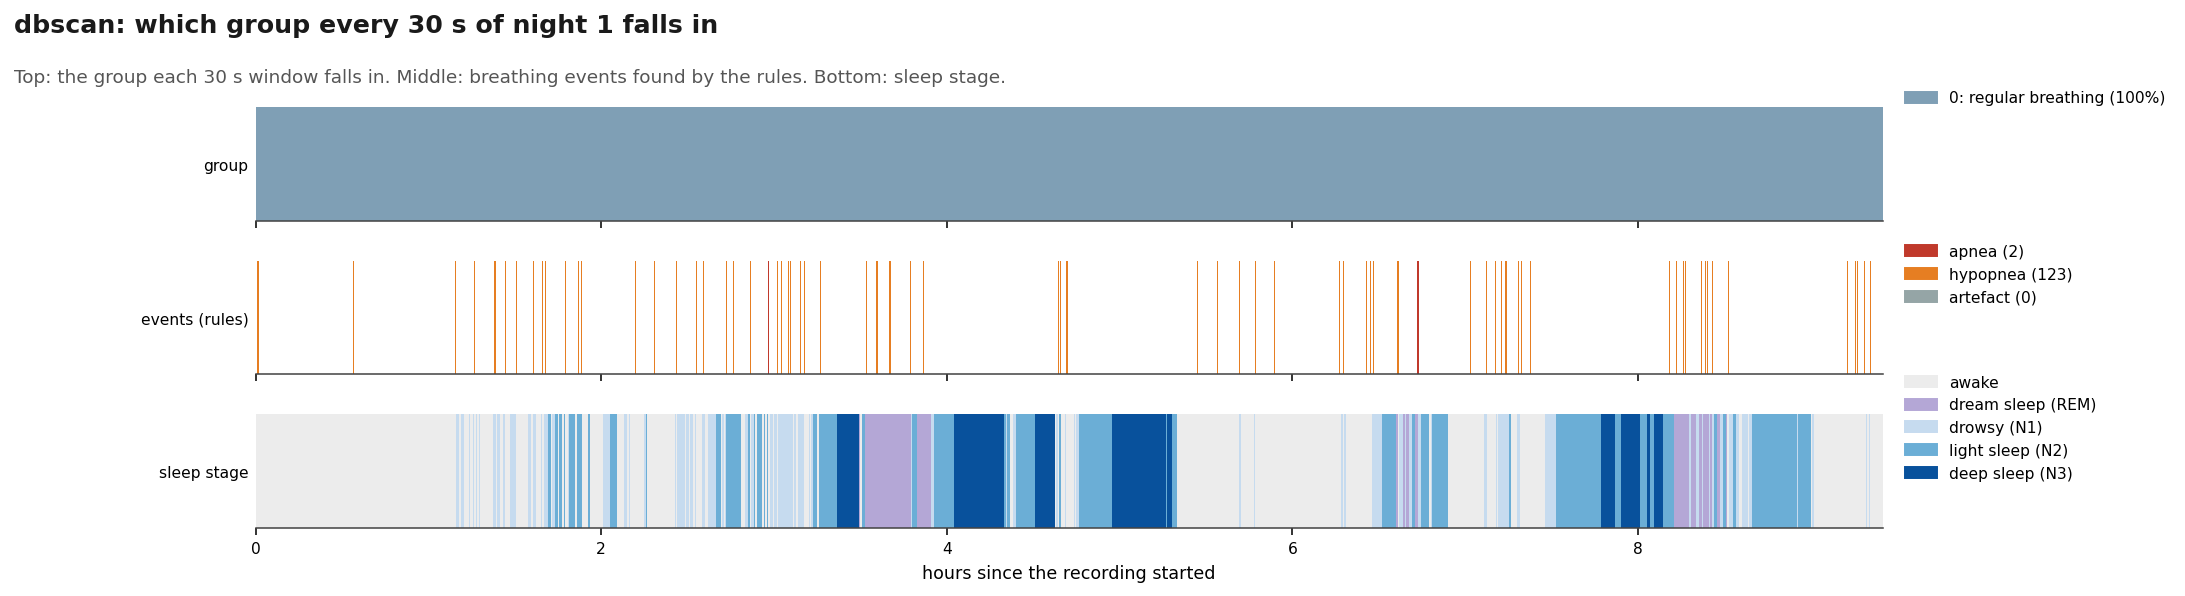 dbscan: which group every 30 s of night 1 falls in
Top: the group each 30 s window falls in. Middle: breathing events found by the rules. Bottom: sleep stage.
0: regular breathing (100%)
group
apnea (2)
hypopnea (123)
artefact (0)
events (rules)
awake
dream sleep (REM)
drowsy (N1)
light sleep (N2)
deep sleep (N3)
sleep stage
0 2 4 6 8
hours since the recording started